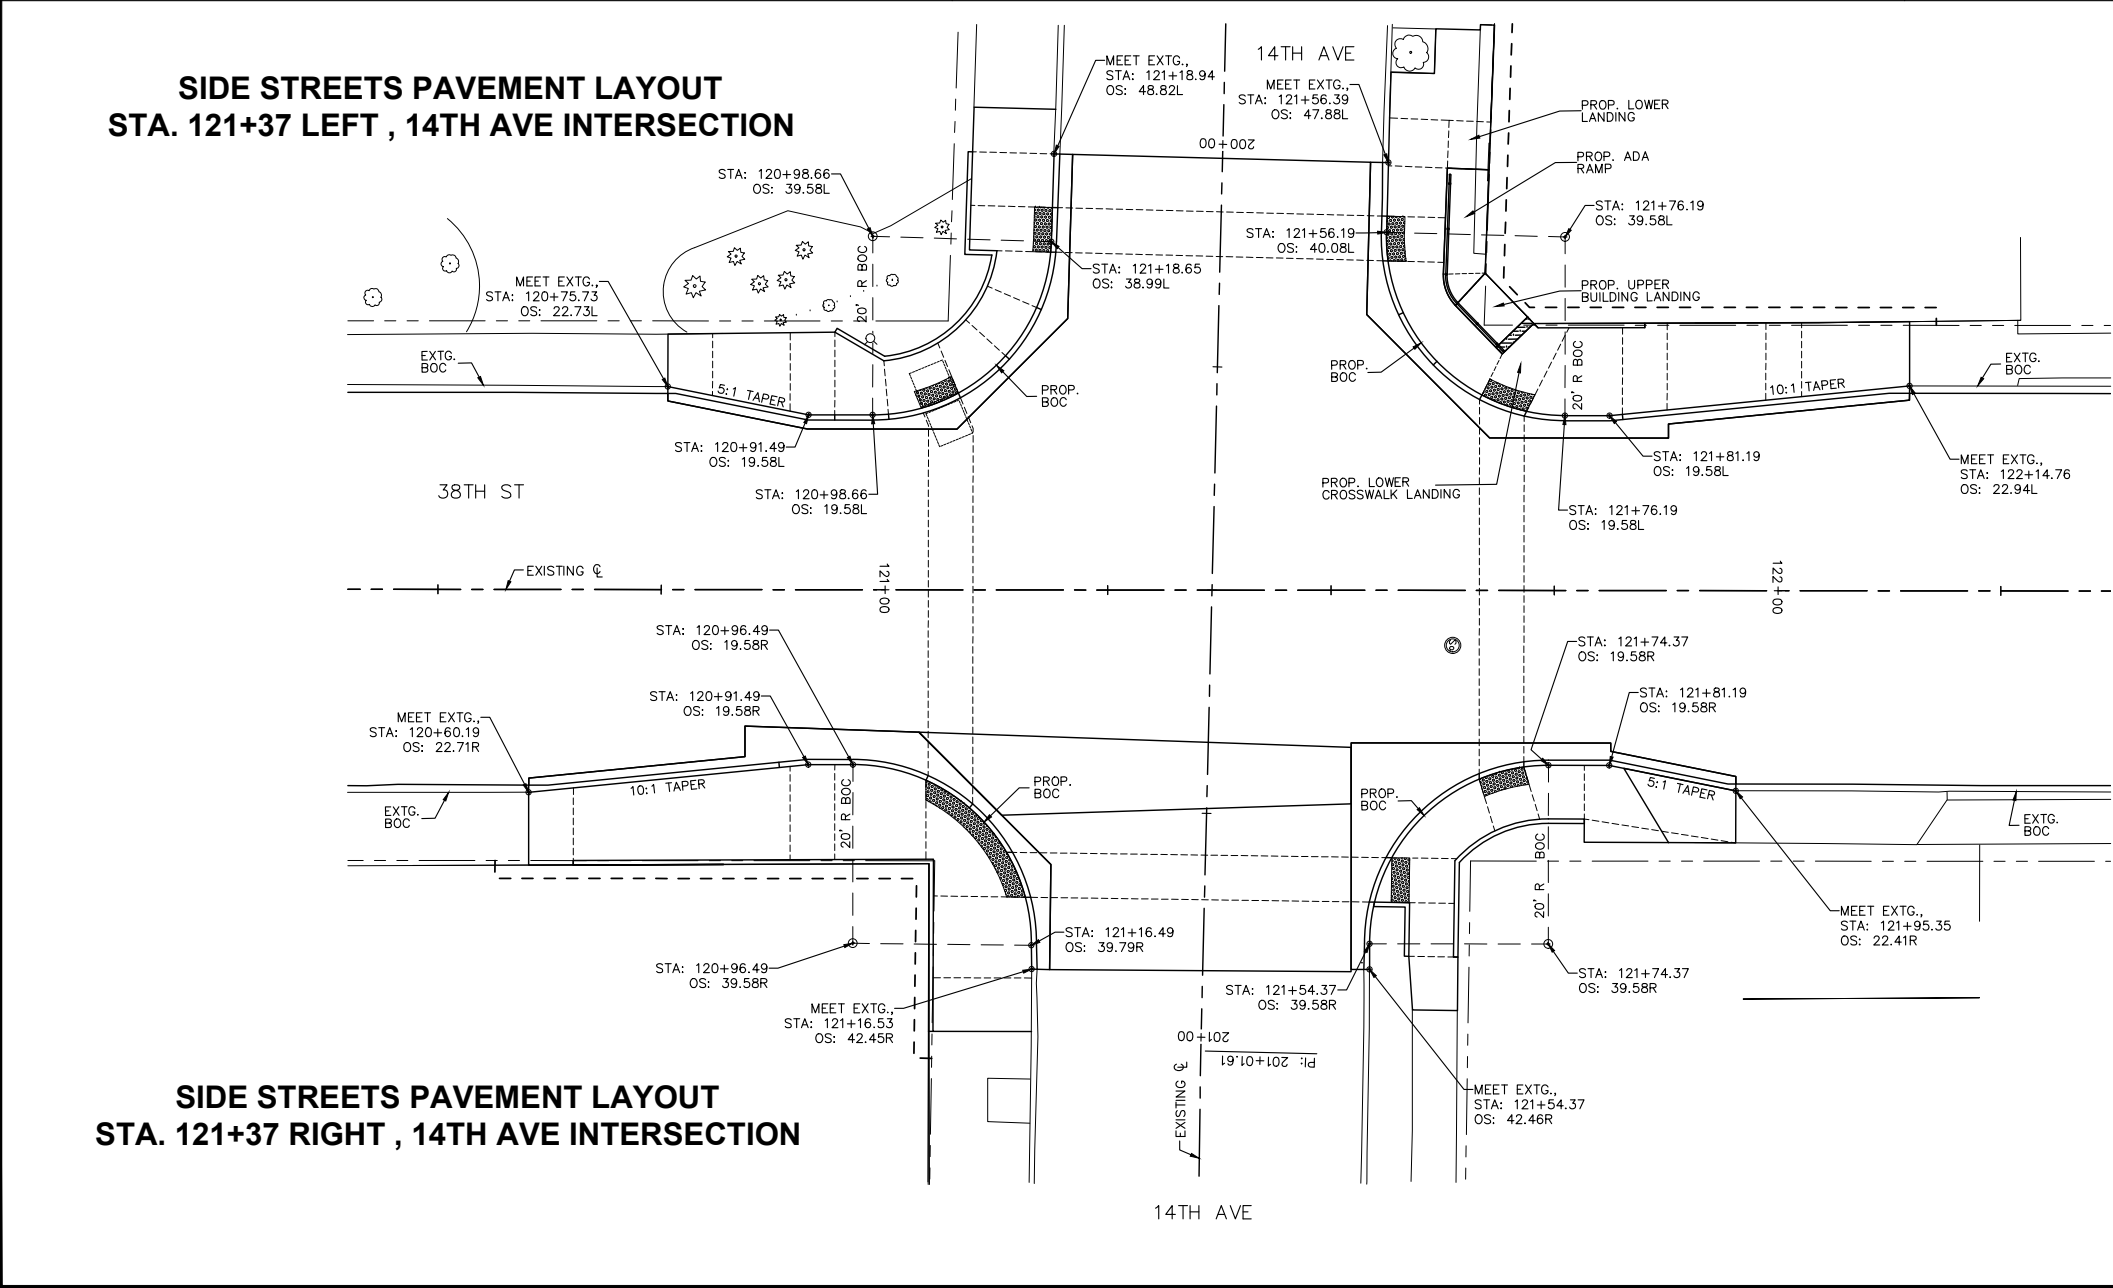 SIDE STREETS PAVEMENT LAYOUT
STA. 121+37 LEFT , 14TH AVE INTERSECTION
14TH AVE
MEET EXTG.,
STA: 121+18.94
OS: 48.82L
MEET EXTG.,
STA: 121+56.39
OS: 47.88L
PROP. LOWER
LANDING
PROP. ADA
RAMP
200+00
STA: 120+98.66
OS: 39.58L
STA: 121+76.19
OS: 39.58L
STA: 121+56.19
OS: 40.08L
STA: 121+18.65
OS: 38.99L
20' R BOC
MEET EXTG.,
STA: 120+75.73
OS: 22.73L
PROP. UPPER
BUILDING LANDING
EXTG.
BOC
5:1 TAPER
PROP.
BOC
PROP.
BOC
20' R BOC
10:1 TAPER
EXTG.
BOC
STA: 120+91.49
OS: 19.58L
STA: 120+98.66
OS: 19.58L
STA: 121+81.19
OS: 19.58L
MEET EXTG.,
STA: 122+14.76
OS: 22.94L
38TH ST
PROP. LOWER
CROSSWALK LANDING
STA: 121+76.19
OS: 19.58L
EXISTING ℄
121+00
122+00
STA: 120+96.49
OS: 19.58R
S9
STA: 121+74.37
OS: 19.58R
STA: 120+91.49
OS: 19.58R
STA: 121+81.19
OS: 19.58R
MEET EXTG.,
STA: 120+60.19
OS: 22.71R
10:1 TAPER
20' R BOC
PROP.
BOC
PROP.
BOC
5:1 TAPER
EXTG.
BOC
EXTG.
BOC
20' R BOC
STA: 121+16.49
OS: 39.79R
MEET EXTG.,
STA: 121+95.35
OS: 22.41R
STA: 120+96.49
OS: 39.58R
STA: 121+54.37
OS: 39.58R
STA: 121+74.37
OS: 39.58R
MEET EXTG.,
STA: 121+16.53
OS: 42.45R
201+00
PI: 201+01.61
EXISTING ℄
MEET EXTG.,
STA: 121+54.37
OS: 42.46R
SIDE STREETS PAVEMENT LAYOUT
STA. 121+37 RIGHT , 14TH AVE INTERSECTION
14TH AVE